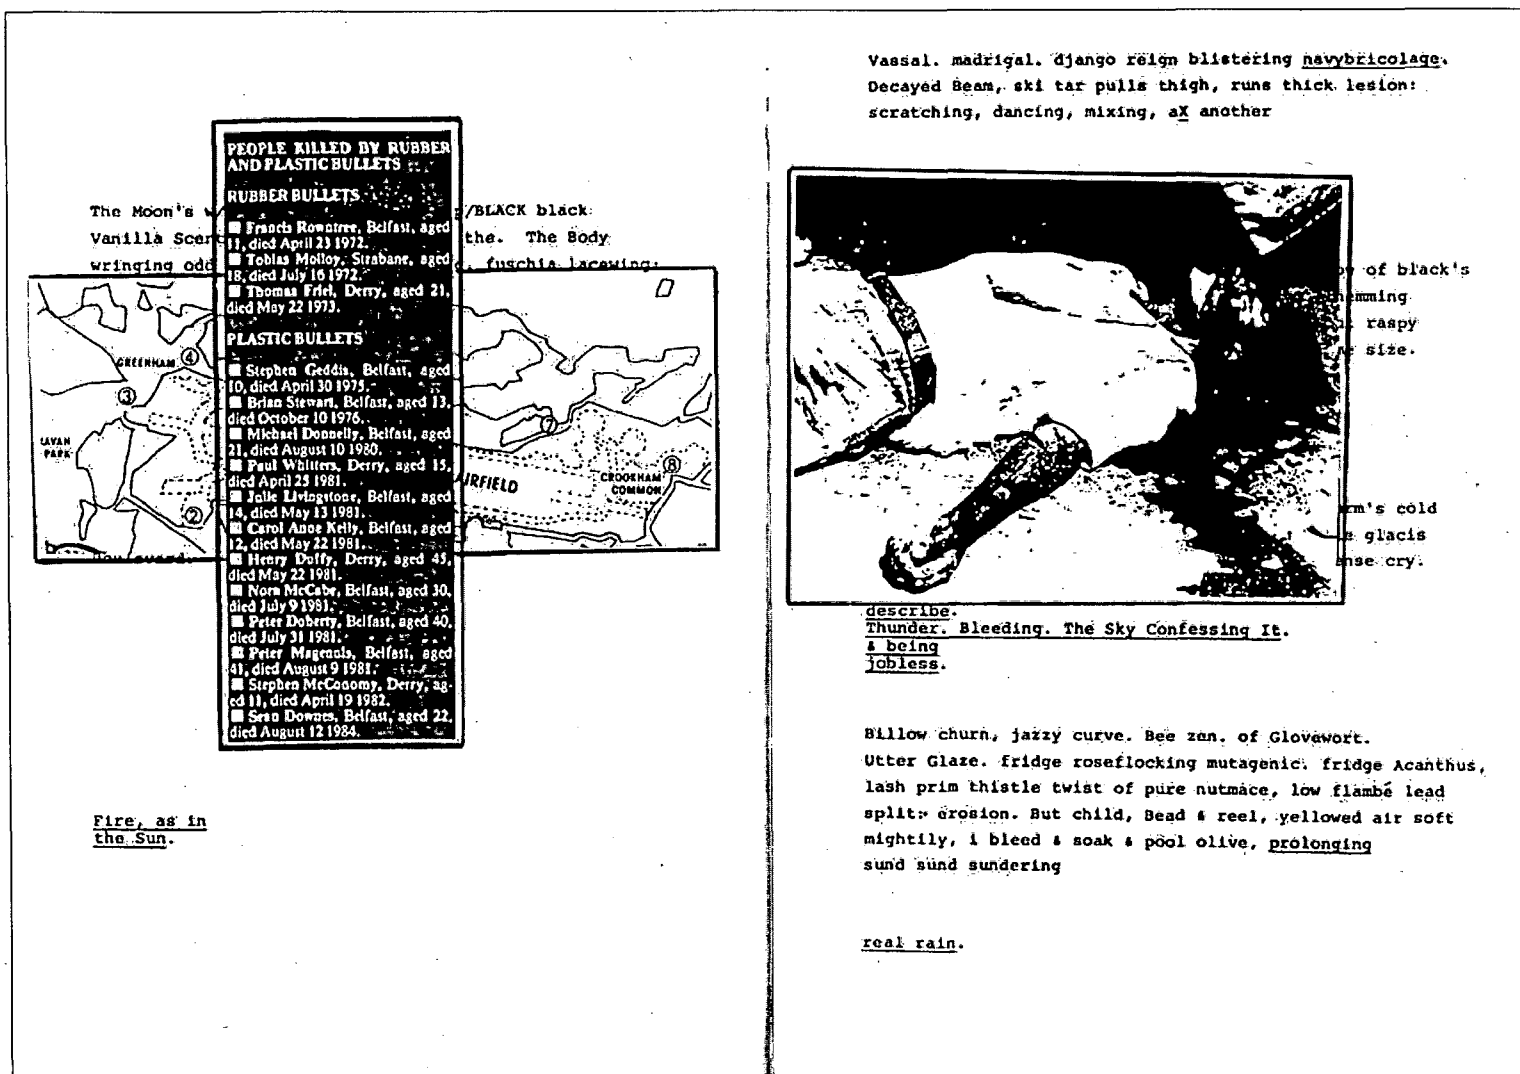 The Moon's w
/BLACK black
Vanilla Scen
the. The Body
wringing odd
fuschia lacewing:
PEOPLE KILLED BY RUBBER
AND PLASTIC BULLETS
RUBBER BULLETS
■ Francis Rowntree, Belfast, aged
11, died April 23 1972.
■ Tobias Molloy, Strabane, aged
18, died July 16 1972.
■ Thomas Friel, Derry, aged 21,
died May 22 1973.
PLASTIC BULLETS
■ Stephen Geddis, Belfast, aged
10, died April 30 1975.
■ Brian Stewart, Belfast, aged 13,
died October 10 1976.
■ Michael Donnelly, Belfast, aged
21, died August 10 1980.
■ Paul Whitters, Derry, aged 15,
died April 25 1981.
■ Julie Livingstone, Belfast, aged
14, died May 13 1981.
■ Carol Anne Kelly, Belfast, aged
12, died May 22 1981.
■ Henry Duffy, Derry, aged 45,
died May 22 1981.
■ Nora McCabe, Belfast, aged 30,
died July 9 1981.
■ Peter Doherty, Belfast, aged 40,
died July 31 1981.
■ Peter Magennis, Belfast, aged
41, died August 9 1981.
■ Stephen McConomy, Derry, ag-
ed 11, died April 19 1982.
■ Sean Downes, Belfast, aged 22,
died August 12 1984.
GREENHAM
4
3
PARK
2
IRFIELD
7
CROOKHAM
COMMON
8
Fire, as in
the Sun.
Vassal. madrigal. django reign blistering navybricolage.
Decayed Beam, ski tar pulls thigh, runs thick lesion:
scratching, dancing, mixing, aX another
of black's
hemming
raspy
size.
rm's cold
glacis
nse cry.
describe.
Thunder. Bleeding. The Sky Confessing It.
& being
jobless.
Billow churn, jazzy curve. Bee zen. of Glovewort.
Utter Glaze. fridge roseflocking mutagenic. fridge Acanthus,
lash prim thistle twist of pure nutmace, low flambé lead
split: erosion. But child, Bead & reel, yellowed air soft
mightily, i bleed & soak & pool olive, prolonging
sund sund sundering
real rain.